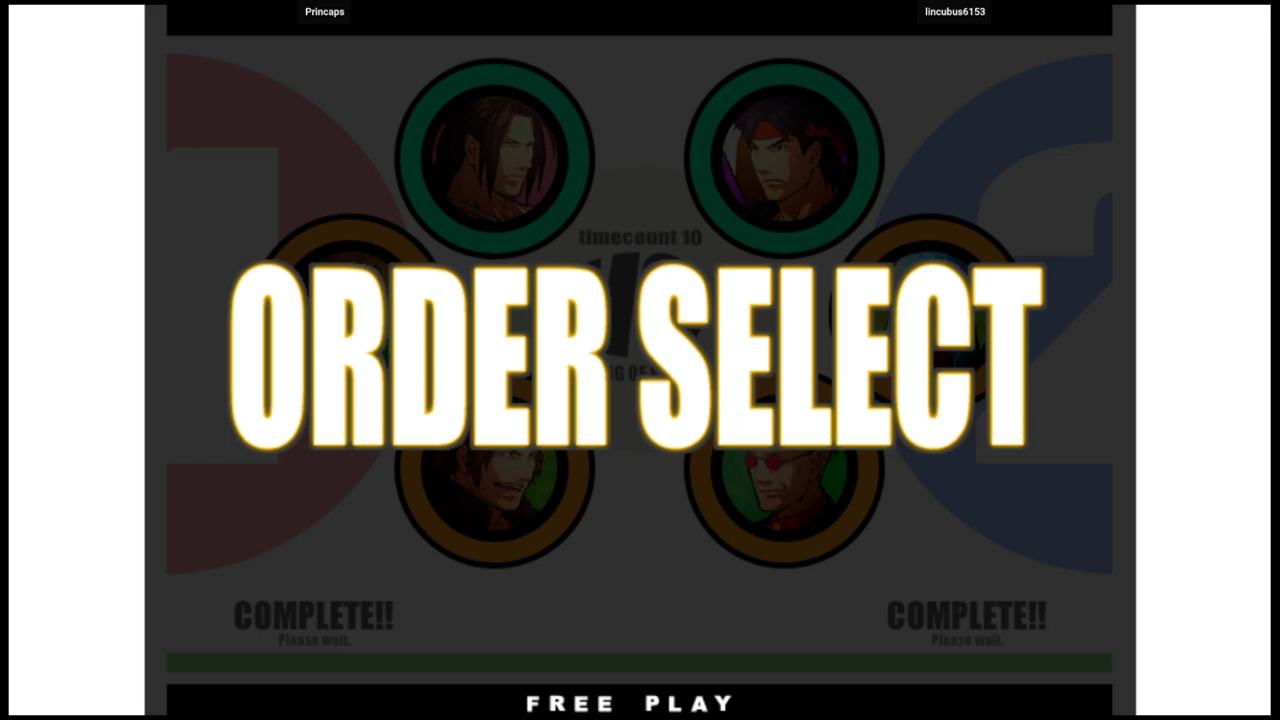 Princaps
lincubus6153
timecount 10
ORDER SELECT
COMPLETE!!
Please wait.
COMPLETE!!
Please wait.
FREE PLAY